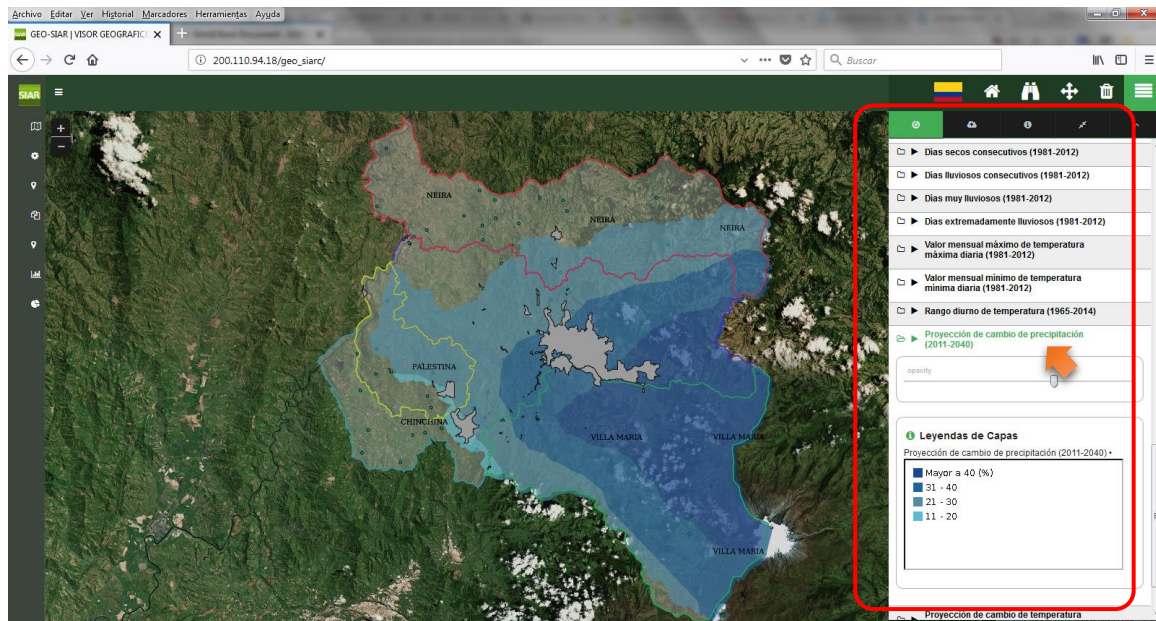 Archivo Editar Ver Historial Marcadores Herramientas Ayuda
GEO-SIAR | VISOR GEOGRAFIC
200.110.94.18/geo_siarc/
Buscar
SIAR
NEIRA
NEIRA
NEIRA
PALESTINA
CHINCHINA
VILLA MARIA
VILLA MARIA
VILLA MARIA
Dias secos consecutivos (1981-2012)
Dias lluviosos consecutivos (1981-2012)
Dias muy lluviosos (1981-2012)
Dias extremadamente lluviosos (1981-2012)
Valor mensual máximo de temperatura
máxima diaria (1981-2012)
Valor mensual mínimo de temperatura
mínima diaria (1981-2012)
Rango diurno de temperatura (1965-2014)
Proyección de cambio de precipitación
(2011-2040)
opacity
Leyendas de Capas
Proyección de cambio de precipitación (2011-2040) •
Mayor a 40 (%)
31 - 40
21 - 30
11 - 20
Proyección de cambio de temperatura